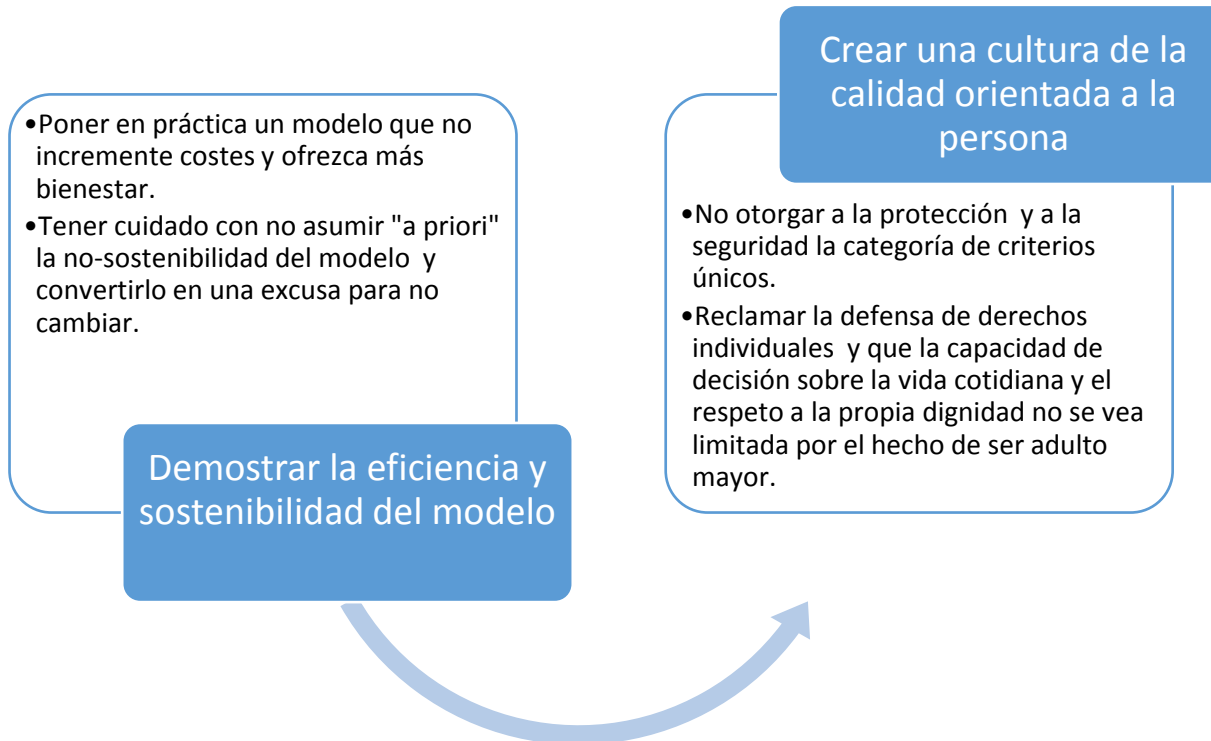 •Poner en práctica un modelo que no
incremente costes y ofrezca más
bienestar.
•Tener cuidado con no asumir "a priori"
la no-sostenibilidad del modelo y
convertirlo en una excusa para no
cambiar.
Demostrar la eficiencia y
sostenibilidad del modelo
Crear una cultura de la
calidad orientada a la
persona
•No otorgar a la protección y a la
seguridad la categoría de criterios
únicos.
•Reclamar la defensa de derechos
individuales y que la capacidad de
decisión sobre la vida cotidiana y el
respeto a la propia dignidad no se vea
limitada por el hecho de ser adulto
mayor.